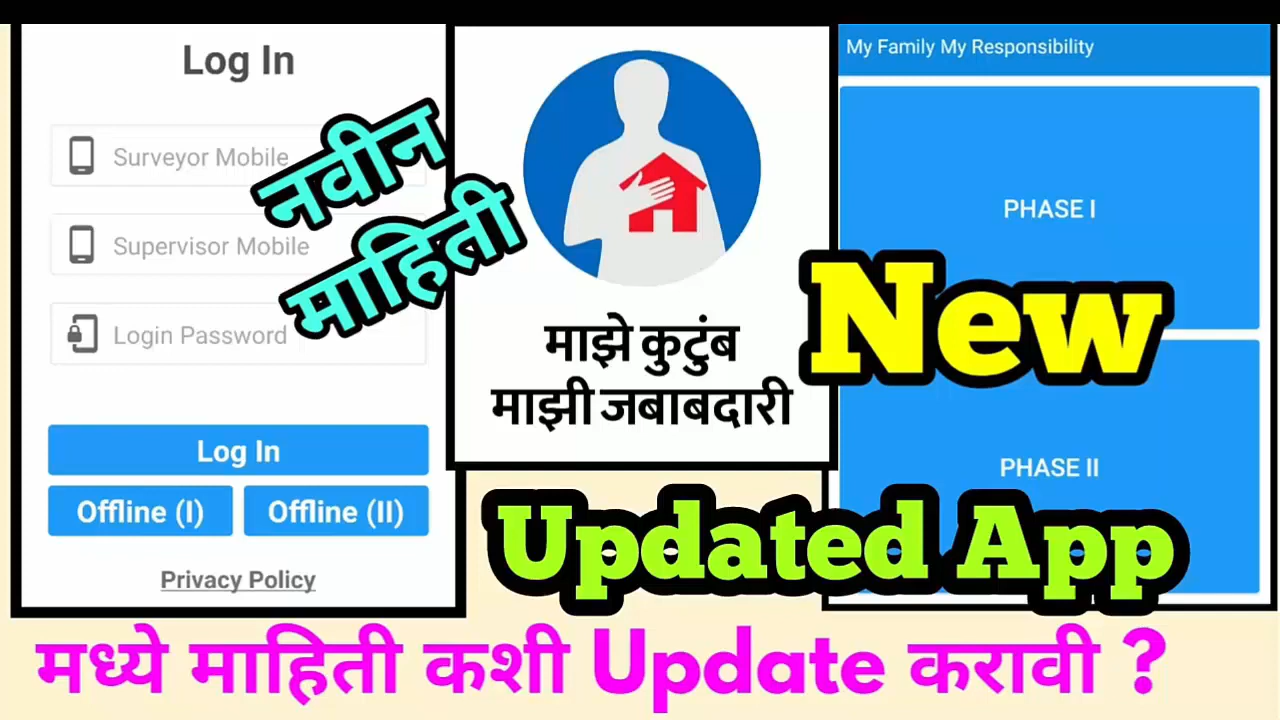 Log In
Surveyor Mobile
Supervisor Mobile
Login Password
Log In
Offline (I)
Offline (II)
Privacy Policy
नवीन
माहिती
माझे कुटुंब
माझी जबाबदारी
My Family My Responsibility
PHASE I
PHASE II
New
Updated App
मध्ये माहिती कशी Update करावी ?